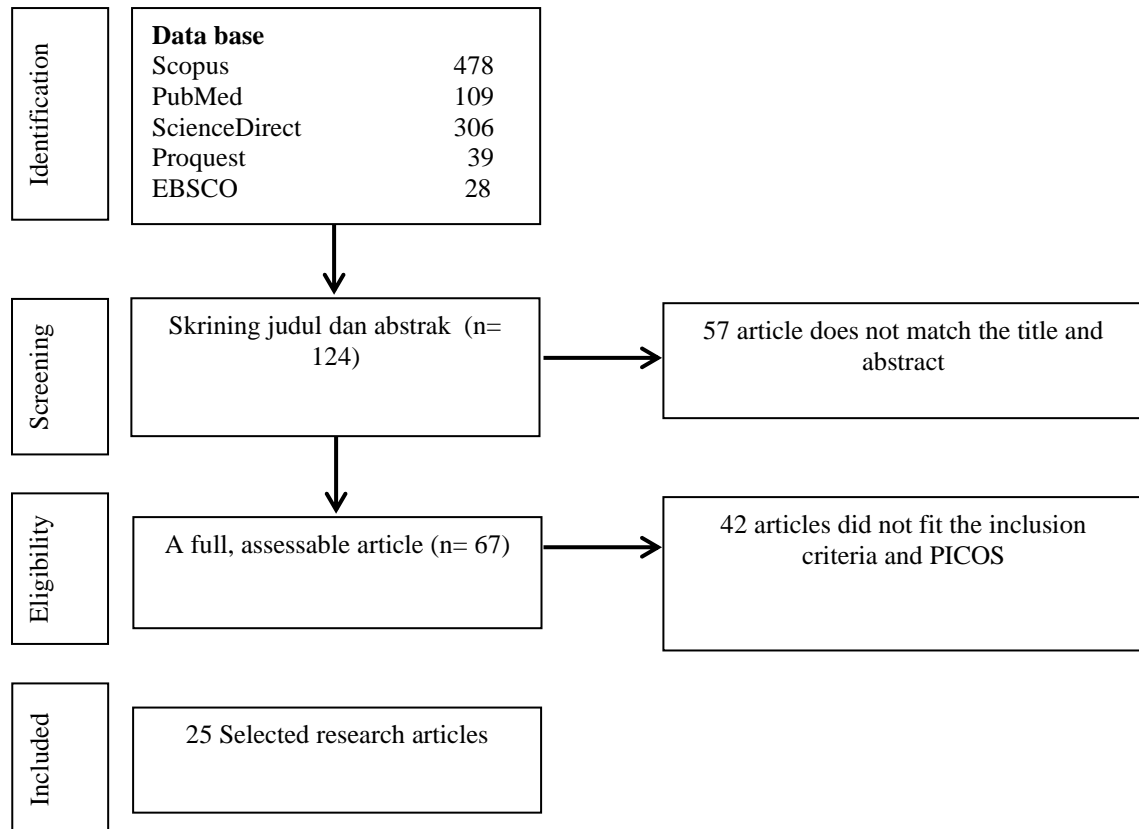 Identification
Data base
Scopus 478
PubMed 109
ScienceDirect 306
Proquest 39
EBSCO 28
Screening
Skrining judul dan abstrak (n=
124)
57 article does not match the title and
abstract
Eligibility
A full, assessable article (n= 67)
42 articles did not fit the inclusion
criteria and PICOS
Included
25 Selected research articles